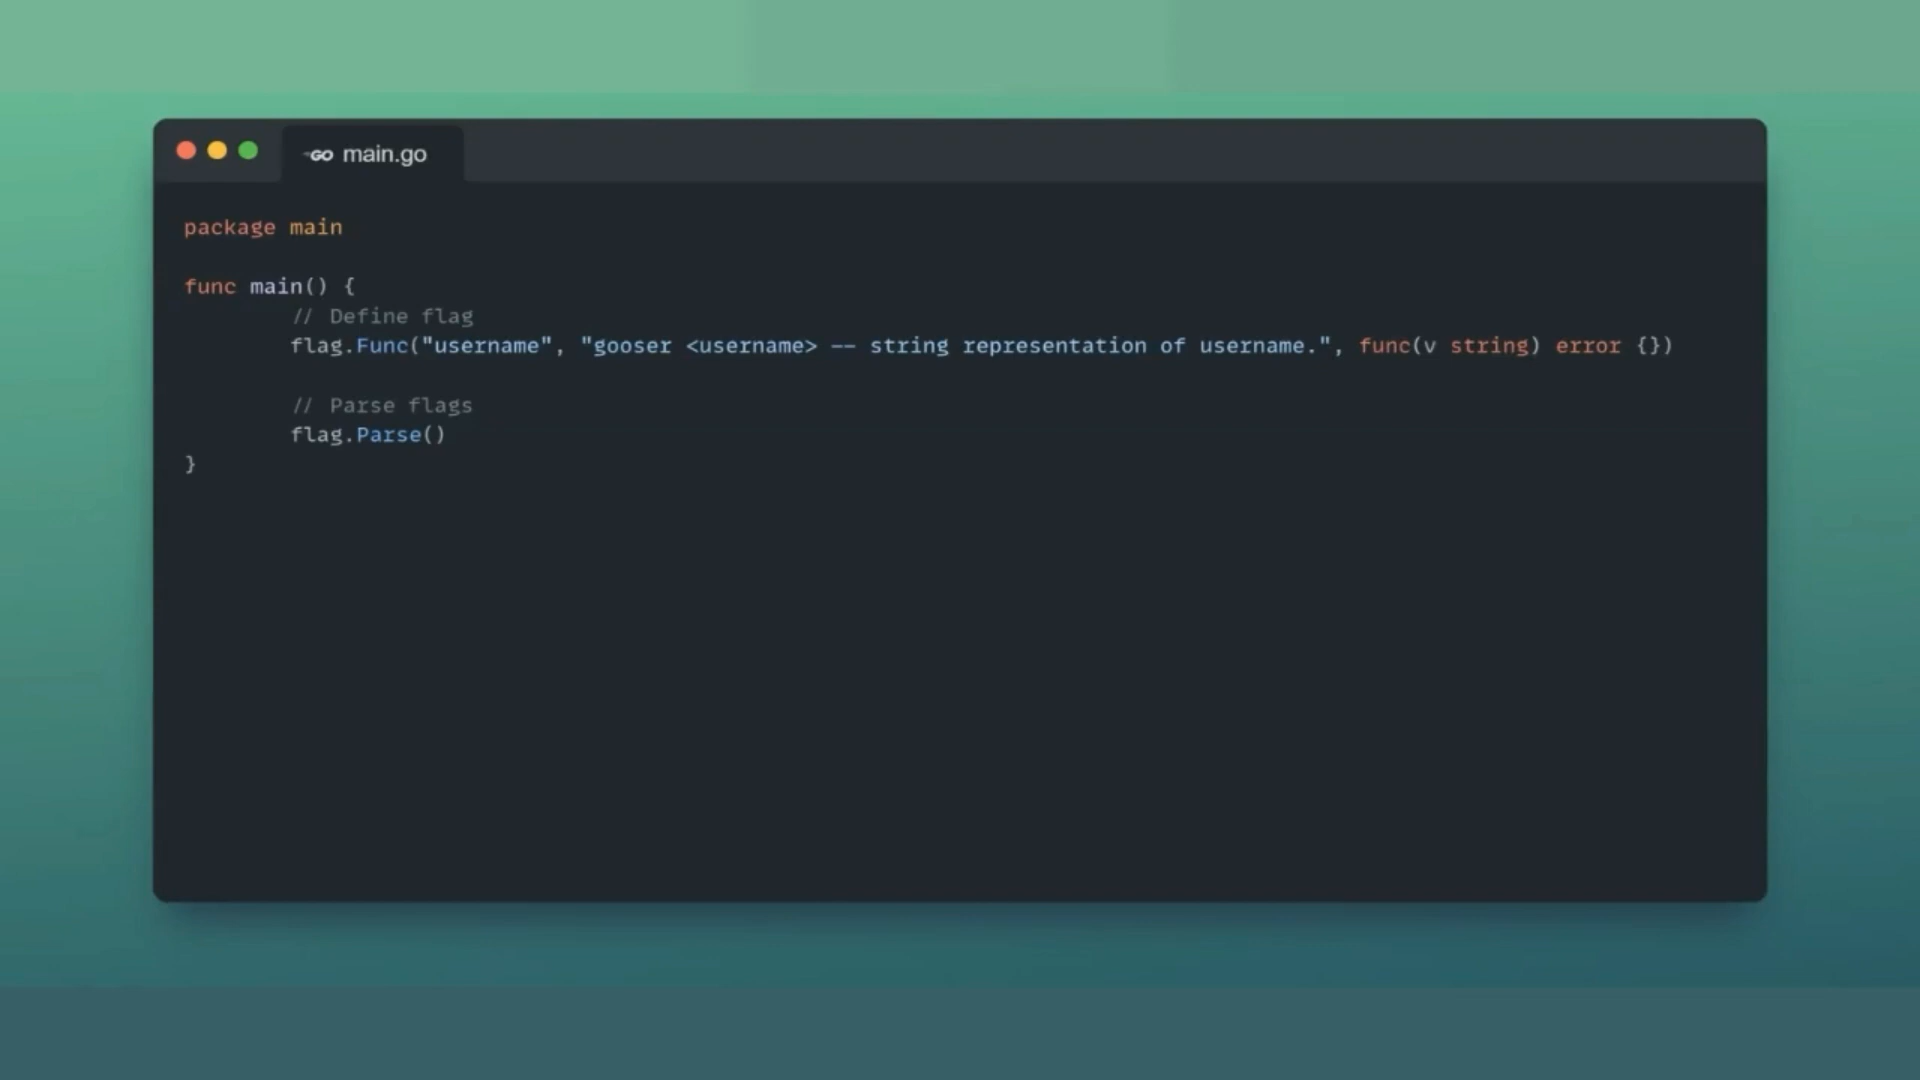 GO main.go
package main
func main() {
// Define flag
flag.Func("username", "gooser <username> -- string representation of username.", func(v string) error {})
// Parse flags
flag.Parse()
}